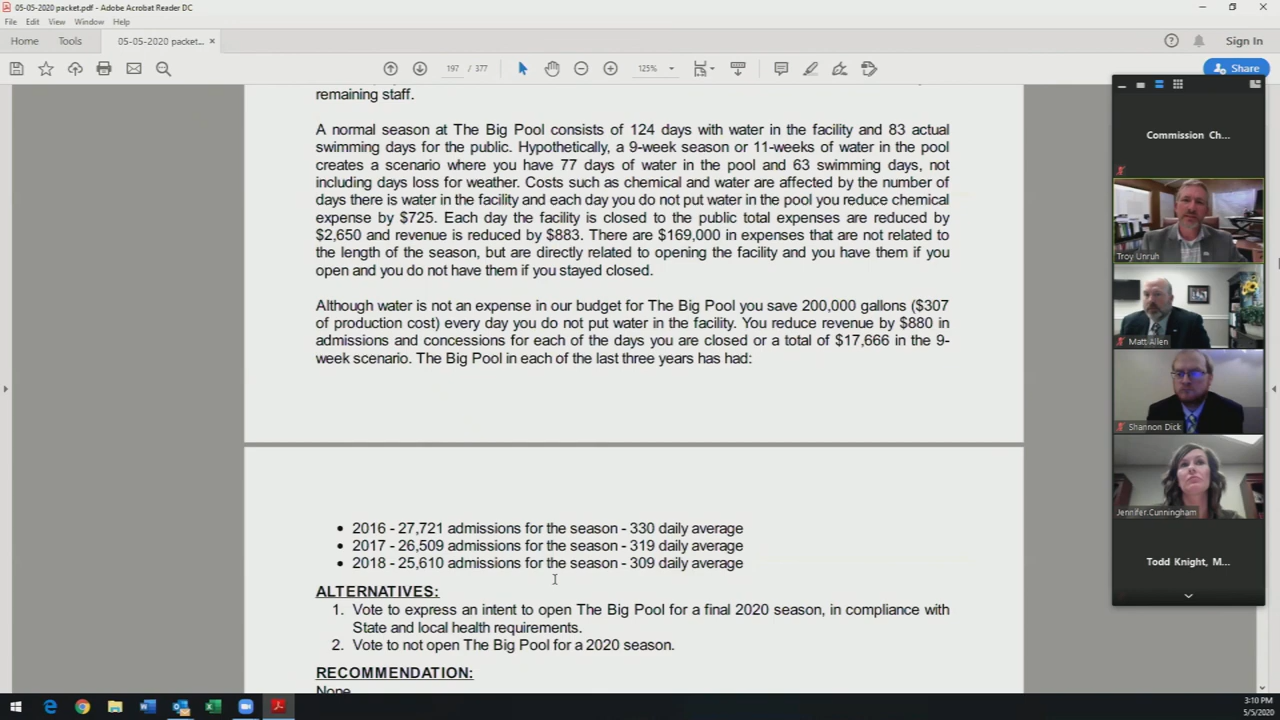 05-05-2020 packet.pdf - Adobe Acrobat Reader DC
File Edit View Window Help
Home Tools 05-05-2020 packet... ×
Sign In
197 / 377
125%
Share
remaining staff.
A normal season at The Big Pool consists of 124 days with water in the facility and 83 actual
swimming days for the public. Hypothetically, a 9-week season or 11-weeks of water in the pool
creates a scenario where you have 77 days of water in the pool and 63 swimming days, not
including days loss for weather. Costs such as chemical and water are affected by the number of
days there is water in the facility and each day you do not put water in the pool you reduce chemical
expense by $725. Each day the facility is closed to the public total expenses are reduced by
$2,650 and revenue is reduced by $883. There are $169,000 in expenses that are not related to
the length of the season, but are directly related to opening the facility and you have them if you
open and you do not have them if you stayed closed.
Although water is not an expense in our budget for The Big Pool you save 200,000 gallons ($307
of production cost) every day you do not put water in the facility. You reduce revenue by $880 in
admissions and concessions for each of the days you are closed or a total of $17,666 in the 9-
week scenario. The Big Pool in each of the last three years has had:
• 2016 - 27,721 admissions for the season - 330 daily average
• 2017 - 26,509 admissions for the season - 319 daily average
• 2018 - 25,610 admissions for the season - 309 daily average
ALTERNATIVES:
1. Vote to express an intent to open The Big Pool for a final 2020 season, in compliance with
State and local health requirements.
2. Vote to not open The Big Pool for a 2020 season.
RECOMMENDATION:
None
Commission Ch...
Troy Unruh
Matt Allen
Shannon Dick
Jennifer.Cunningham
Todd Knight, M...
3:10 PM
5/5/2020